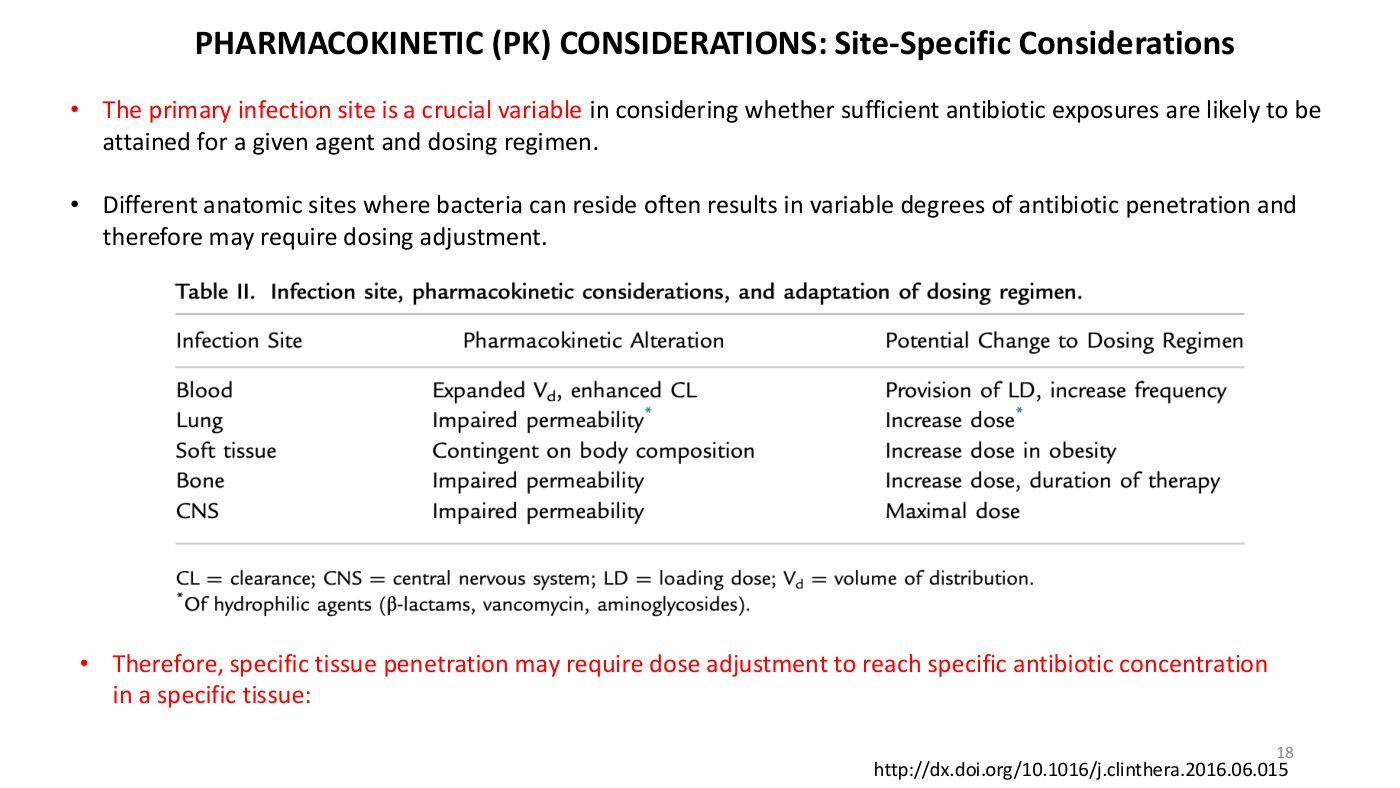 PHARMACOKINETIC (PK) CONSIDERATIONS: Site-Specific Considerations
• The primary infection site is a crucial variable in considering whether sufficient antibiotic exposures are likely to be
attained for a given agent and dosing regimen.
• Different anatomic sites where bacteria can reside often results in variable degrees of antibiotic penetration and
therefore may require dosing adjustment.
Table II. Infection site, pharmacokinetic considerations, and adaptation of dosing regimen.
Infection Site Pharmacokinetic Alteration Potential Change to Dosing Regimen
Blood Expanded Vd, enhanced CL Provision of LD, increase frequency
Lung Impaired permeability* Increase dose*
Soft tissue Contingent on body composition Increase dose in obesity
Bone Impaired permeability Increase dose, duration of therapy
CNS Impaired permeability Maximal dose
CL = clearance; CNS = central nervous system; LD = loading dose; Vd = volume of distribution.
*Of hydrophilic agents (β-lactams, vancomycin, aminoglycosides).
• Therefore, specific tissue penetration may require dose adjustment to reach specific antibiotic concentration
in a specific tissue:
18
http://dx.doi.org/10.1016/j.clinthera.2016.06.015